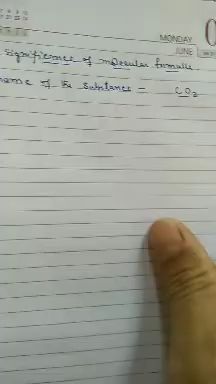 MONDAY
JUNE
significance of molecular formula
name of the substance = CO2